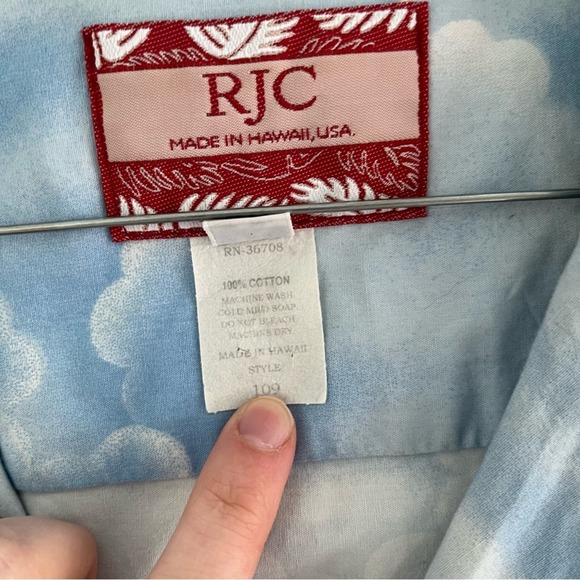 RJC
MADE IN HAWAII, USA.
RN-36708
100% COTTON
MACHINE WASH
COLD MILD SOAP.
DO NOT BLEACH
MACHINE DRY.
MADE IN HAWAII
STYLE
109